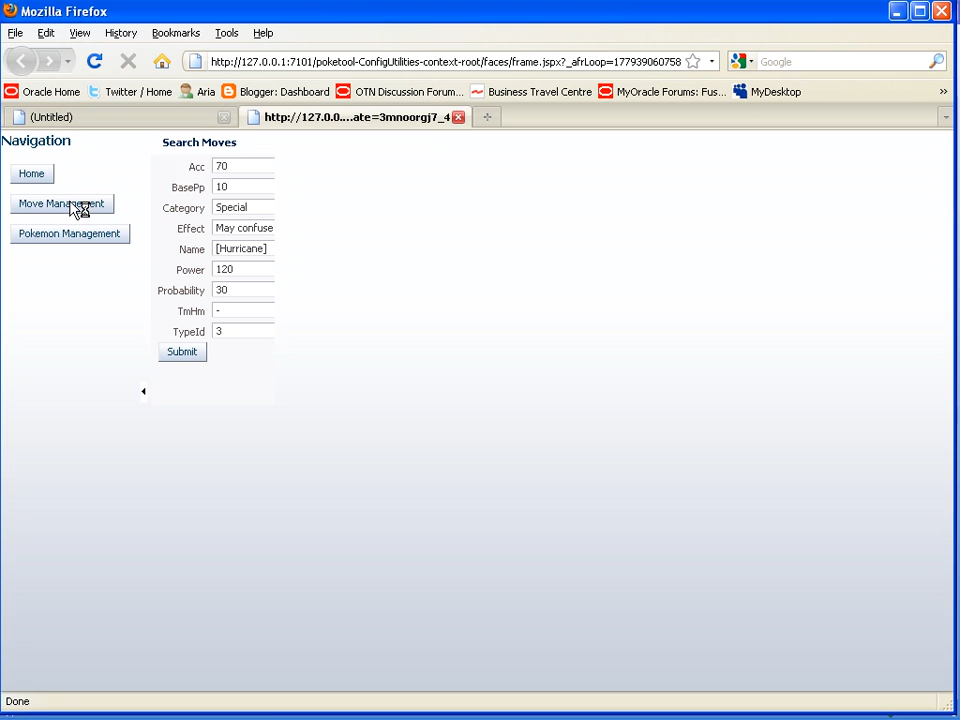 Mozilla Firefox
File Edit View History Bookmarks Tools Help
http://127.0.0.1:7101/poketool-ConfigUtilities-context-root/faces/frame.jspx?_afrLoop=177939060758 Google
Oracle Home Twitter / Home Aria Blogger: Dashboard OTN Discussion Forum... Business Travel Centre MyOracle Forums: Fus... MyDesktop »
(Untitled) http://127.0.0....ate=3mnoorgj7_4
Navigation
Home
Move Management
Pokemon Management
Search Moves
Acc 70
BasePp 10
Category Special
Effect May confuse
Name [Hurricane]
Power 120
Probability 30
TmHm -
TypeId 3
Submit
Done